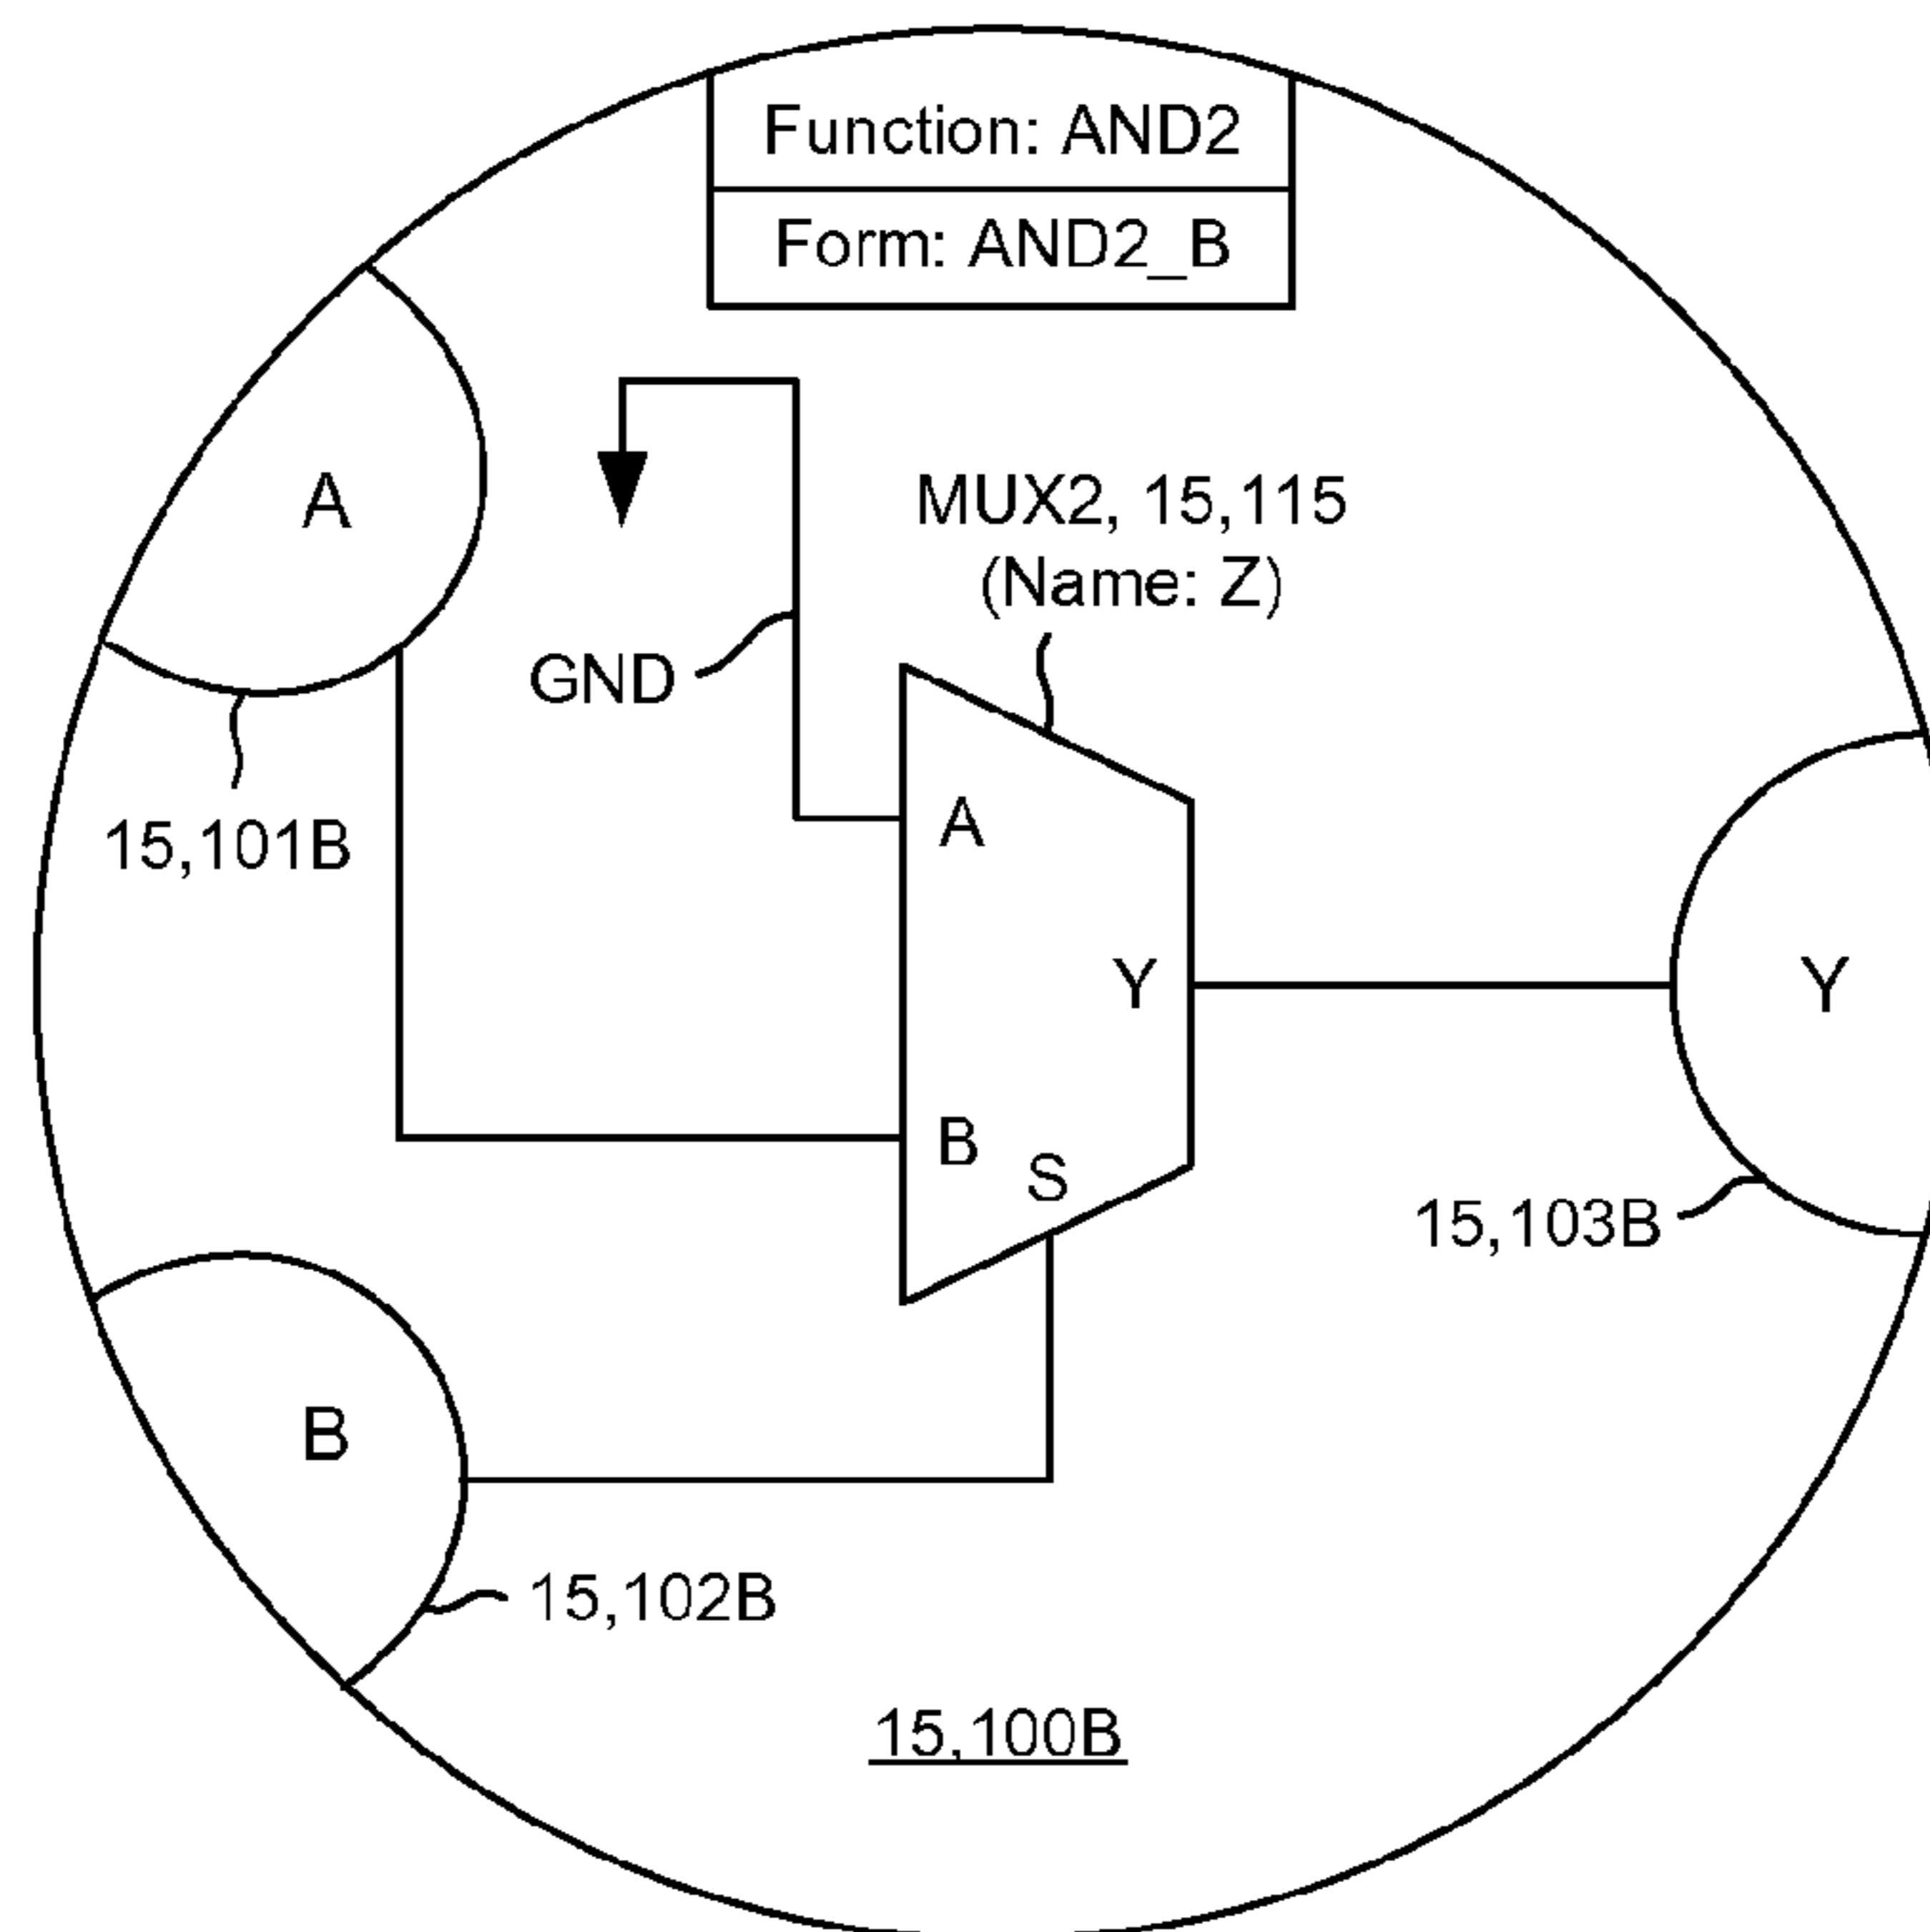 Function: AND2
Form: AND2_B
A
MUX2, 15,115
(Name: Z)
GND
15,101B
A
Y
Y
B
S
15,103B
B
15,102B
15,100B